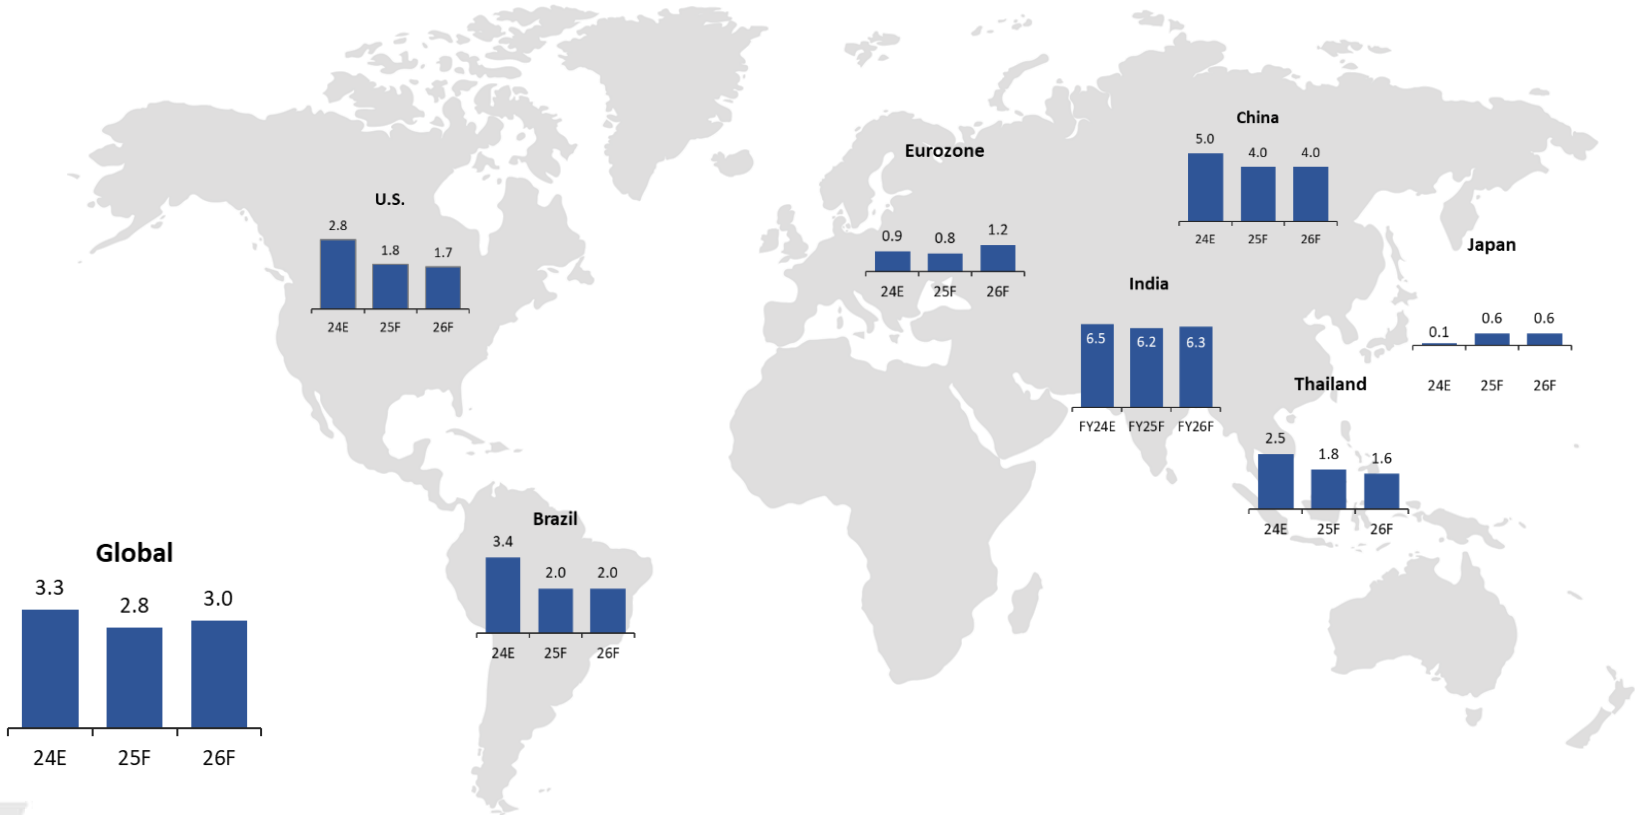 China
5.0
4.0
4.0
24E
25F
26F
Eurozone
0.9
0.8
1.2
24E
25F
26F
U.S.
2.8
1.8
1.7
24E
25F
26F
Japan
0.1
0.6
0.6
24E
25F
26F
India
6.5
6.2
6.3
FY24E
FY25F
FY26F
Thailand
2.5
1.8
1.6
24E
25F
26F
Brazil
3.4
2.0
2.0
24E
25F
26F
Global
3.3
2.8
3.0
24E
25F
26F